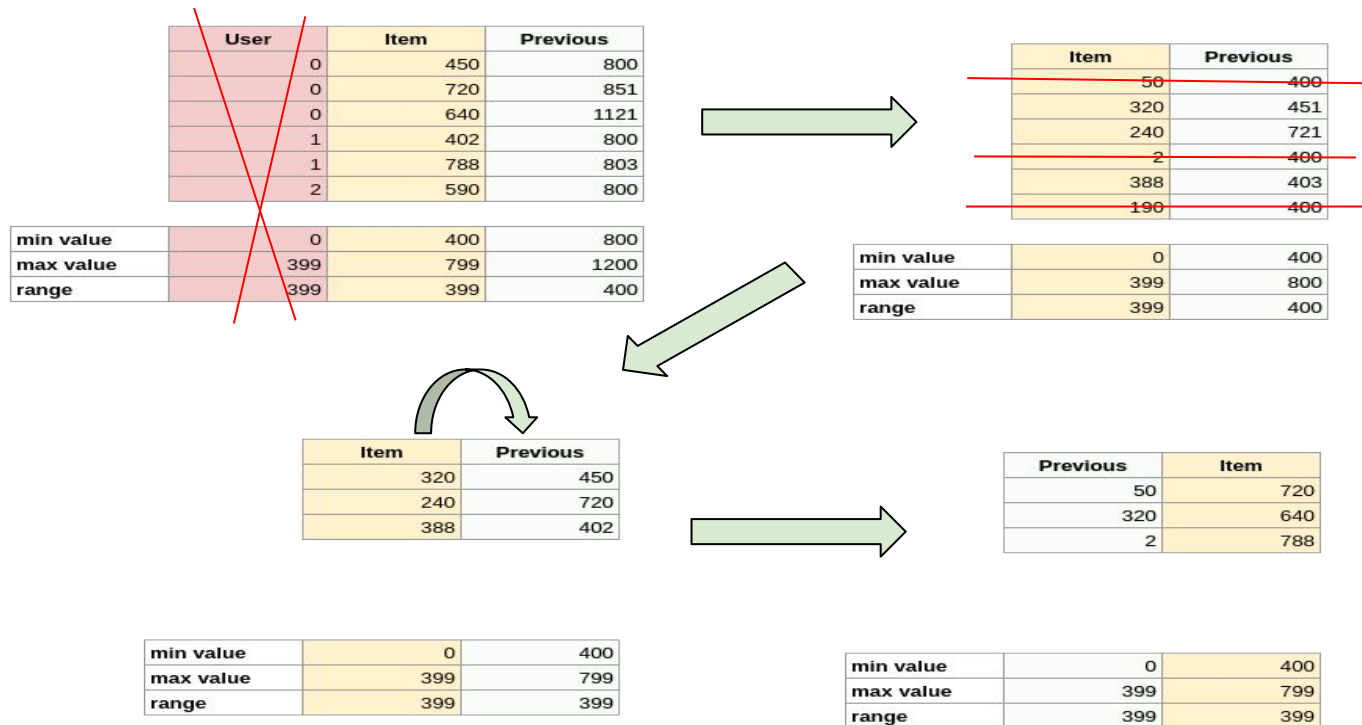 User Item Previous
0 450 800
0 720 851
0 640 1121
1 402 800
1 788 803
2 590 800
min value 0 400 800
max value 399 799 1200
range 399 399 400
Item Previous
50 400
320 451
240 721
2 400
388 403
190 400
min value 0 400
max value 399 800
range 399 400
Item Previous
320 450
240 720
388 402
min value 0 400
max value 399 799
range 399 399
Previous Item
50 720
320 640
2 788
min value 0 400
max value 399 799
range 399 399